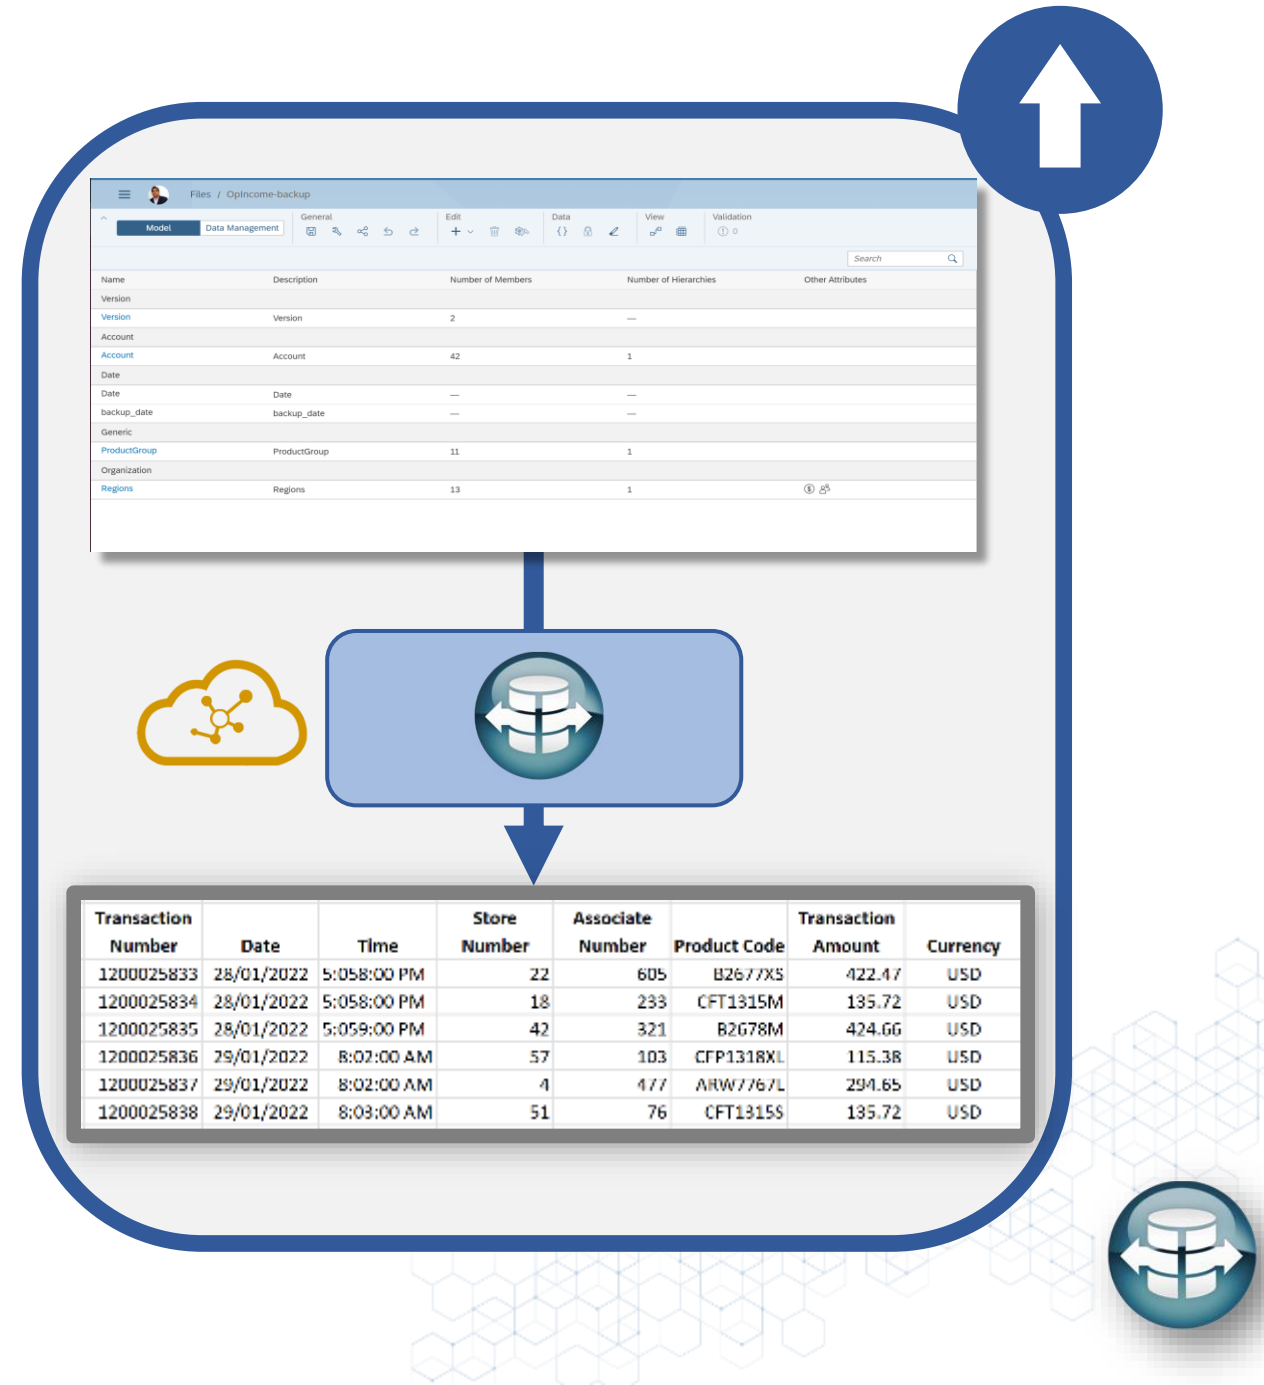 Files / OpIncome-backup
Model Data Management General Edit Data View Validation
0
Search
Name Description Number of Members Number of Hierarchies Other Attributes
Version
Version Version 2 —
Account
Account Account 42 1
Date
Date Date — —
backup_date backup_date — —
Generic
ProductGroup ProductGroup 11 1
Organization
Regions Regions 13 1
Transaction Number Date Time Store Number Associate Number Product Code Transaction Amount Currency
1200025833 28/01/2022 5:058:00 PM 22 605 B2677XS 422.47 USD
1200025834 28/01/2022 5:058:00 PM 18 233 CFT1315M 135.72 USD
1200025835 28/01/2022 5:059:00 PM 42 321 B2678M 424.66 USD
1200025836 29/01/2022 8:02:00 AM 57 103 CFP1318XL 115.38 USD
1200025837 29/01/2022 8:02:00 AM 4 477 ARW7767L 294.65 USD
1200025838 29/01/2022 8:03:00 AM 51 76 CFT1315S 135.72 USD